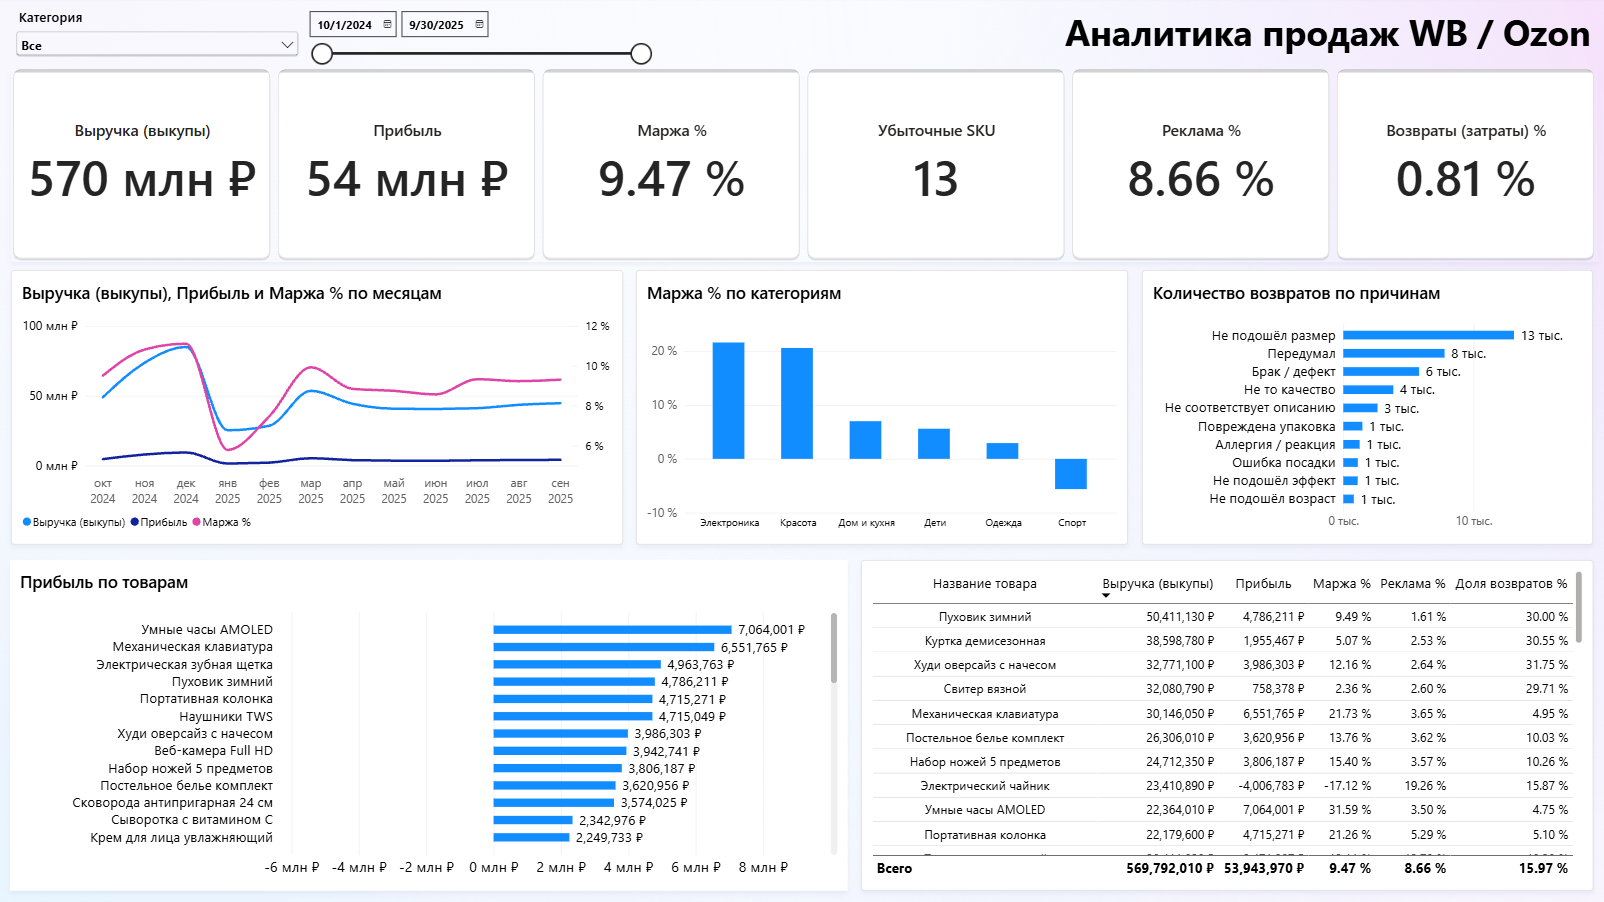 Категория
Все
10/1/2024
9/30/2025
Аналитика продаж WB / Ozon
Выручка (выкупы)
570 млн ₽
Прибыль
54 млн ₽
Маржа %
9.47 %
Убыточные SKU
13
Реклама %
8.66 %
Возвраты (затраты) %
0.81 %
Выручка (выкупы), Прибыль и Маржа % по месяцам
100 млн ₽
50 млн ₽
0 млн ₽
12 %
10 %
8 %
6 %
окт 2024
ноя 2024
дек 2024
янв 2025
фев 2025
мар 2025
апр 2025
май 2025
июн 2025
июл 2025
авг 2025
сен 2025
Выручка (выкупы) Прибыль Маржа %
Маржа % по категориям
20 %
10 %
0 %
-10 %
Электроника Красота Дом и кухня Дети Одежда Спорт
Количество возвратов по причинам
Не подошёл размер 13 тыс.
Передумал 8 тыс.
Брак / дефект 6 тыс.
Не то качество 4 тыс.
Не соответствует описанию 3 тыс.
Повреждена упаковка 1 тыс.
Аллергия / реакция 1 тыс.
Ошибка посадки 1 тыс.
Не подошёл эффект 1 тыс.
Не подошёл возраст 1 тыс.
0 тыс. 10 тыс.
Прибыль по товарам
Умные часы AMOLED 7,064,001 ₽
Механическая клавиатура 6,551,765 ₽
Электрическая зубная щетка 4,963,763 ₽
Пуховик зимний 4,786,211 ₽
Портативная колонка 4,715,271 ₽
Наушники TWS 4,715,049 ₽
Худи оверсайз с начесом 3,986,303 ₽
Веб-камера Full HD 3,942,741 ₽
Набор ножей 5 предметов 3,806,187 ₽
Постельное белье комплект 3,620,956 ₽
Сковорода антипригарная 24 см 3,574,025 ₽
Сыворотка с витамином C 2,342,976 ₽
Крем для лица увлажняющий 2,249,733 ₽
-6 млн ₽ -4 млн ₽ -2 млн ₽ 0 млн ₽ 2 млн ₽ 4 млн ₽ 6 млн ₽ 8 млн ₽
Название товара Выручка (выкупы) Прибыль Маржа % Реклама % Доля возвратов %
Пуховик зимний 50,411,130 ₽ 4,786,211 ₽ 9.49 % 1.61 % 30.00 %
Куртка демисезонная 38,598,780 ₽ 1,955,467 ₽ 5.07 % 2.53 % 30.55 %
Худи оверсайз с начесом 32,771,100 ₽ 3,986,303 ₽ 12.16 % 2.64 % 31.75 %
Свитер вязной 32,080,790 ₽ 758,378 ₽ 2.36 % 2.60 % 29.71 %
Механическая клавиатура 30,146,050 ₽ 6,551,765 ₽ 21.73 % 3.65 % 4.95 %
Постельное белье комплект 26,306,010 ₽ 3,620,956 ₽ 13.76 % 3.62 % 10.03 %
Набор ножей 5 предметов 24,712,350 ₽ 3,806,187 ₽ 15.40 % 3.57 % 10.26 %
Электрический чайник 23,410,890 ₽ -4,006,783 ₽ -17.12 % 19.26 % 15.87 %
Умные часы AMOLED 22,364,010 ₽ 7,064,001 ₽ 31.59 % 3.50 % 4.75 %
Портативная колонка 22,179,600 ₽ 4,715,271 ₽ 21.26 % 5.29 % 5.10 %
Всего 569,792,010 ₽ 53,943,970 ₽ 9.47 % 8.66 % 15.97 %